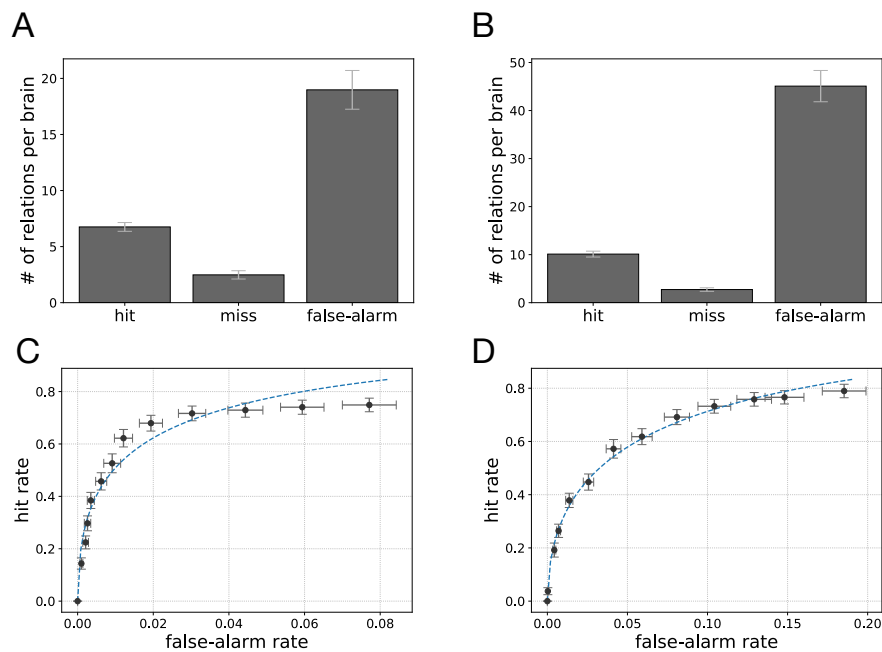 A
# of relations per brain
20
15
10
5
0
hit
miss
false-alarm
B
# of relations per brain
50
40
30
20
10
0
hit
miss
false-alarm
C
hit rate
0.8
0.6
0.4
0.2
0.0
0.00
0.02
0.04
0.06
0.08
false-alarm rate
D
hit rate
0.8
0.6
0.4
0.2
0.0
0.00
0.05
0.10
0.15
0.20
false-alarm rate